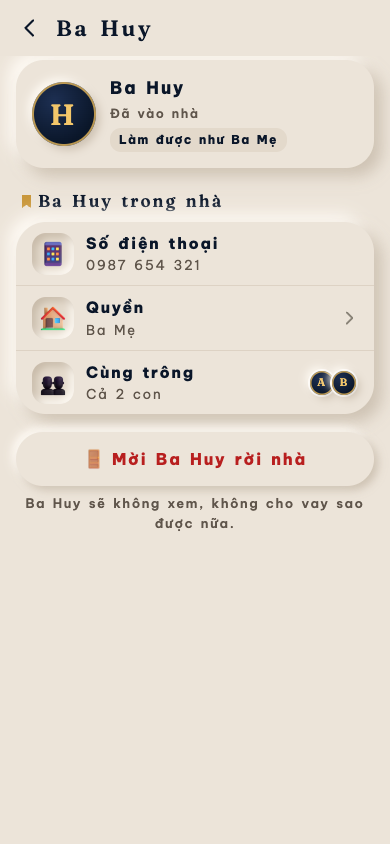 Ba Huy
H
Ba Huy
Đã vào nhà
Làm được như Ba Mẹ
Ba Huy trong nhà
Số điện thoại
0987 654 321
Quyền
Ba Mẹ
Cùng trông
Cả 2 con
A B
Mời Ba Huy rời nhà
Ba Huy sẽ không xem, không cho vay sao
được nữa.